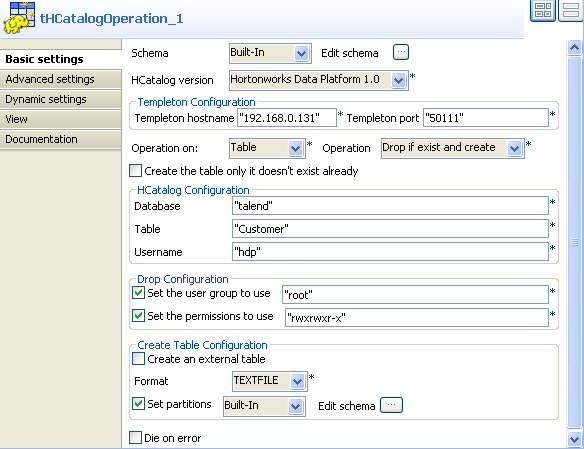 tHCatalogOperation_1
Basic settings
Advanced settings
Dynamic settings
View
Documentation
Schema Built-In Edit schema ...
HCatalog version Hortonworks Data Platform 1.0 *
Templeton Configuration
Templeton hostname "192.168.0.131" * Templeton port "50111" *
Operation on: Table * Operation Drop if exist and create *
Create the table only it doesn't exist already
HCatalog Configuration
Database "talend" *
Table "Customer" *
Username "hdp" *
Drop Configuration
Set the user group to use "root" *
Set the permissions to use "rwxrwxr-x" *
Create Table Configuration
Create an external table
Format TEXTFILE *
Set partitions Built-In Edit schema ...
Die on error